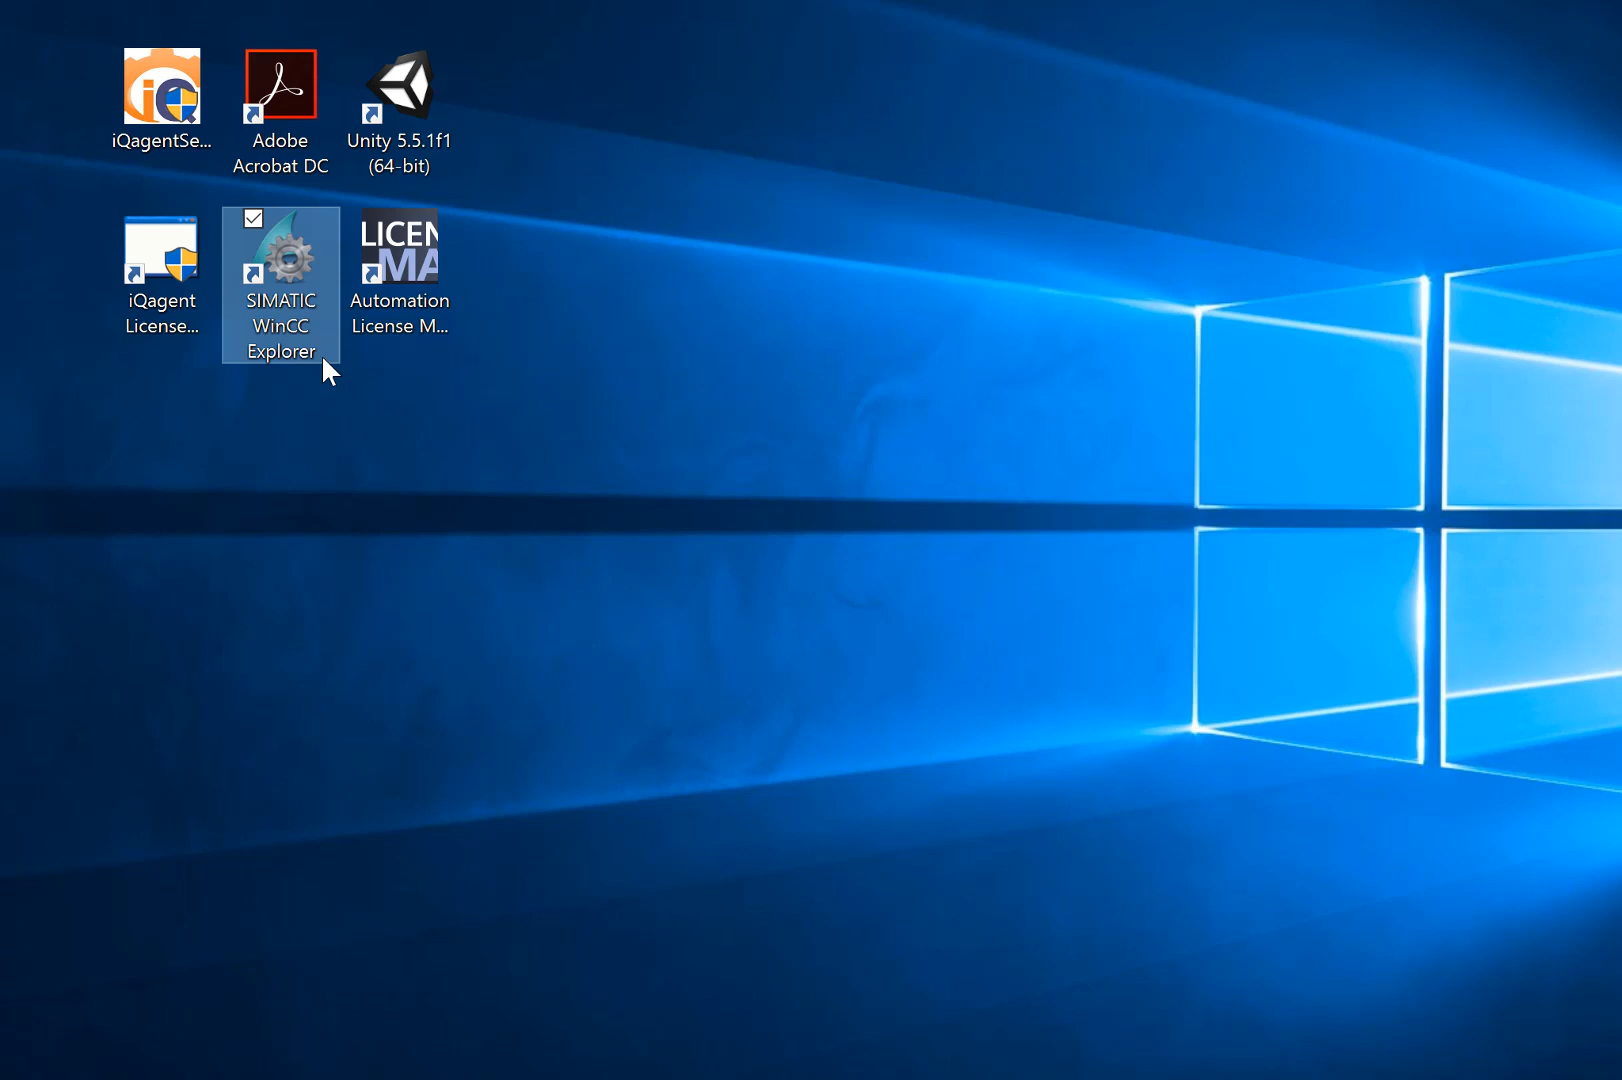 iQ
iQagentSe...
Adobe
Acrobat DC
Unity 5.5.1f1
(64-bit)
iQagent
License...
SIMATIC
WinCC
Explorer
LICEN
MA
Automation
License M...